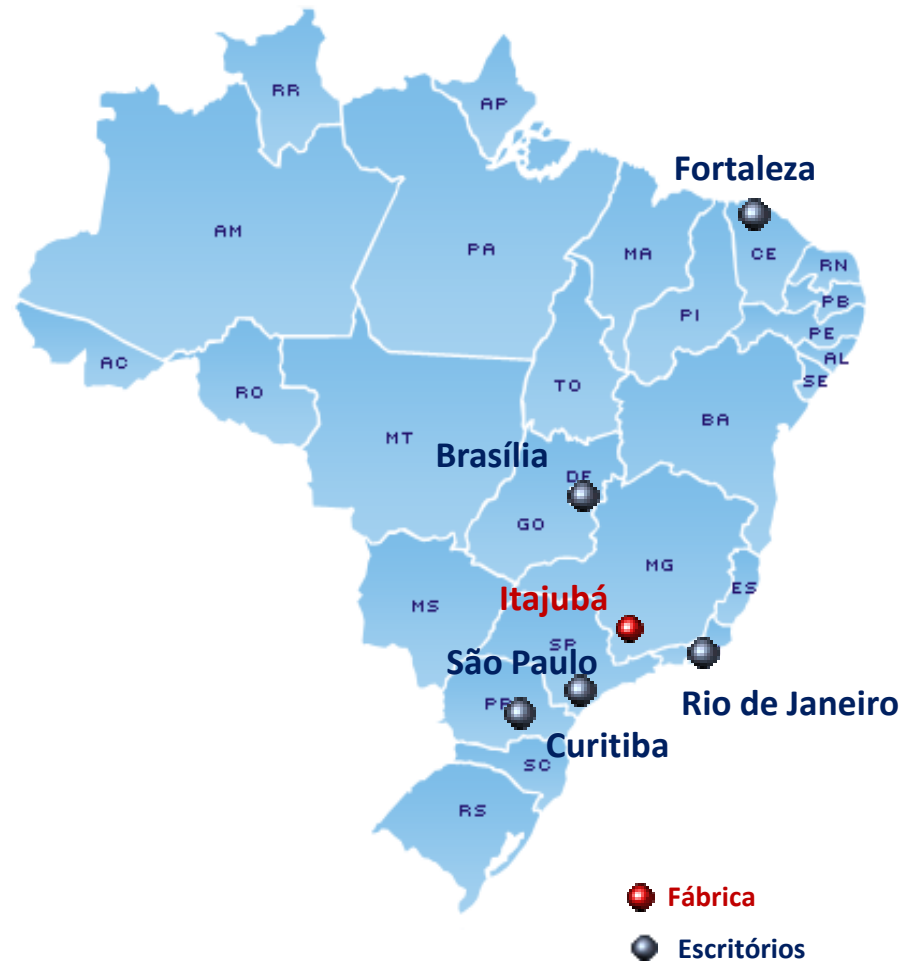 RR
AP
Fortaleza
AM
PA
MA
CE
RN
PB
PI
PE
AL
AC
SE
RO
TO
BA
MT
Brasília
DF
GO
MG
ES
Itajubá
MS
SP
São Paulo
PR
Rio de Janeiro
Curitiba
SC
RS
Fábrica
Escritórios